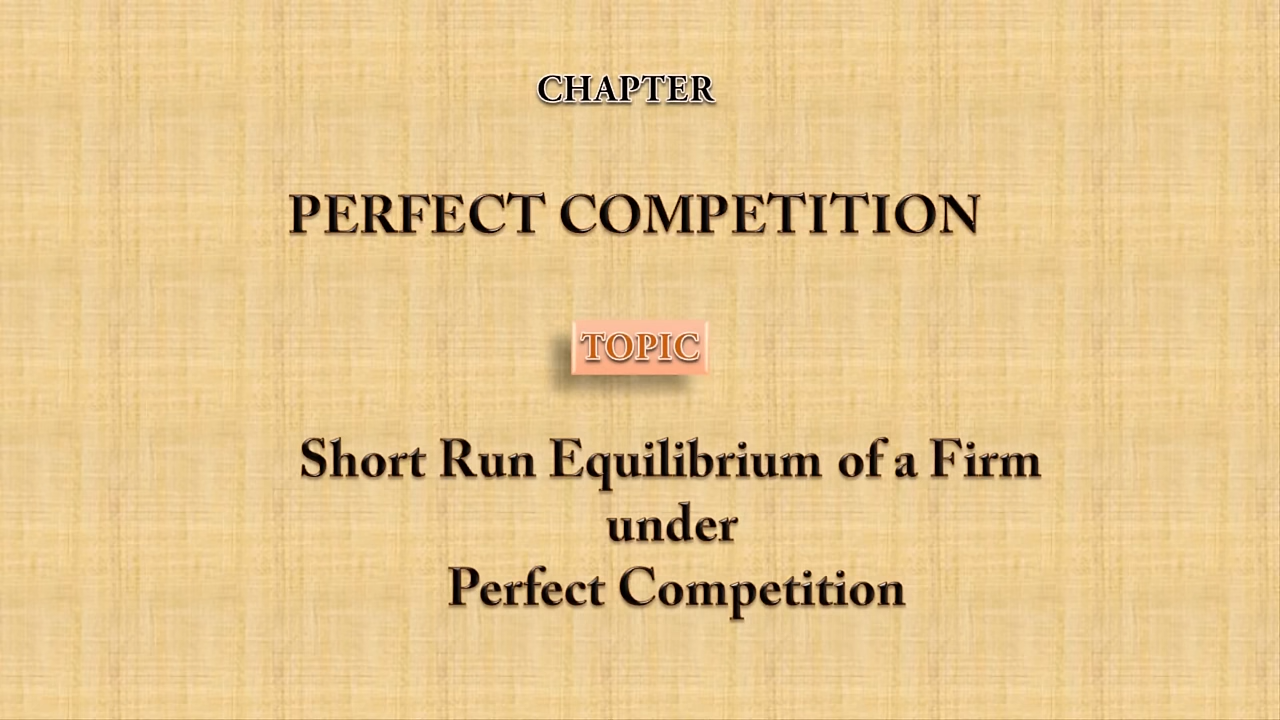 CHAPTER
PERFECT COMPETITION
TOPIC
Short Run Equilibrium of a Firm
under
Perfect Competition